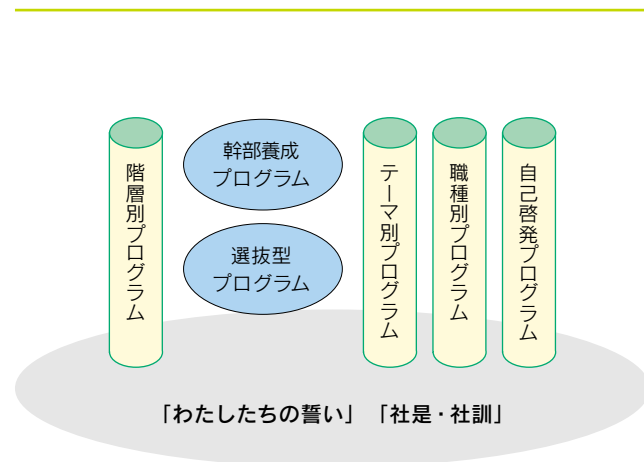 階層別プログラム
幹部養成
プログラム
選抜型
プログラム
テーマ別プログラム
職種別プログラム
自己啓発プログラム
「わたしたちの誓い」「社是・社訓」